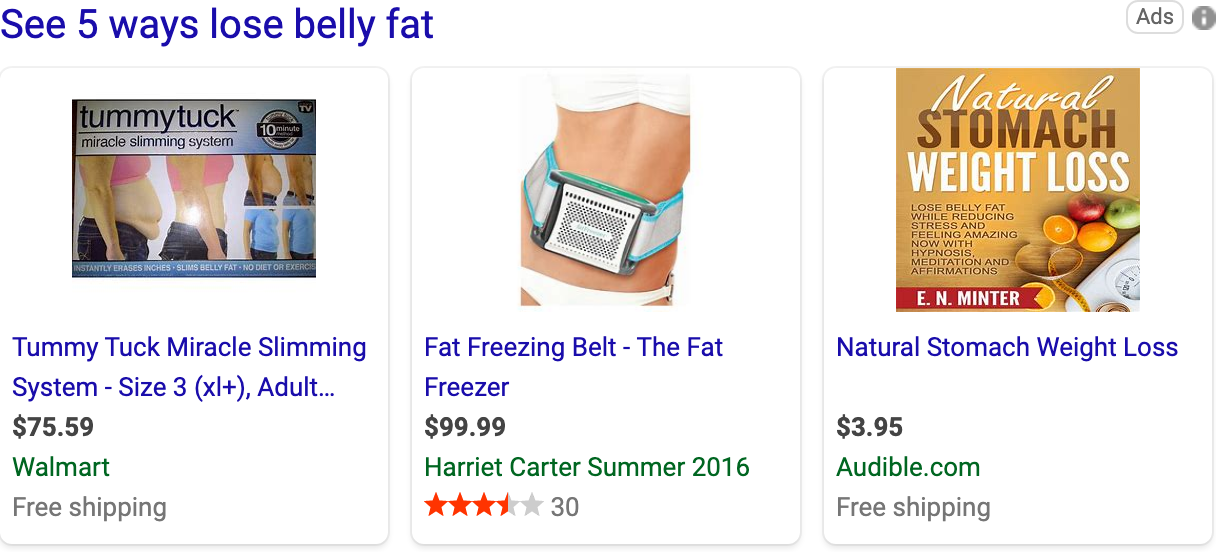 See 5 ways lose belly fat
Ads
tummytuck
miracle slimming system
10 minute
method
TV
INSTANTLY ERASES INCHES • SLIMS BELLY FAT • NO DIET OR EXERCIS
Natural
STOMACH
WEIGHT LOSS
LOSE BELLY FAT
WHILE REDUCING
STRESS AND
FEELING AMAZING
NOW WITH
HYPNOSIS,
MEDITATION AND
AFFIRMATIONS
E. N. MINTER
Tummy Tuck Miracle Slimming
System - Size 3 (xl+), Adult...
$75.59
Walmart
Free shipping
Fat Freezing Belt - The Fat
Freezer
$99.99
Harriet Carter Summer 2016
30
Natural Stomach Weight Loss
$3.95
Audible.com
Free shipping